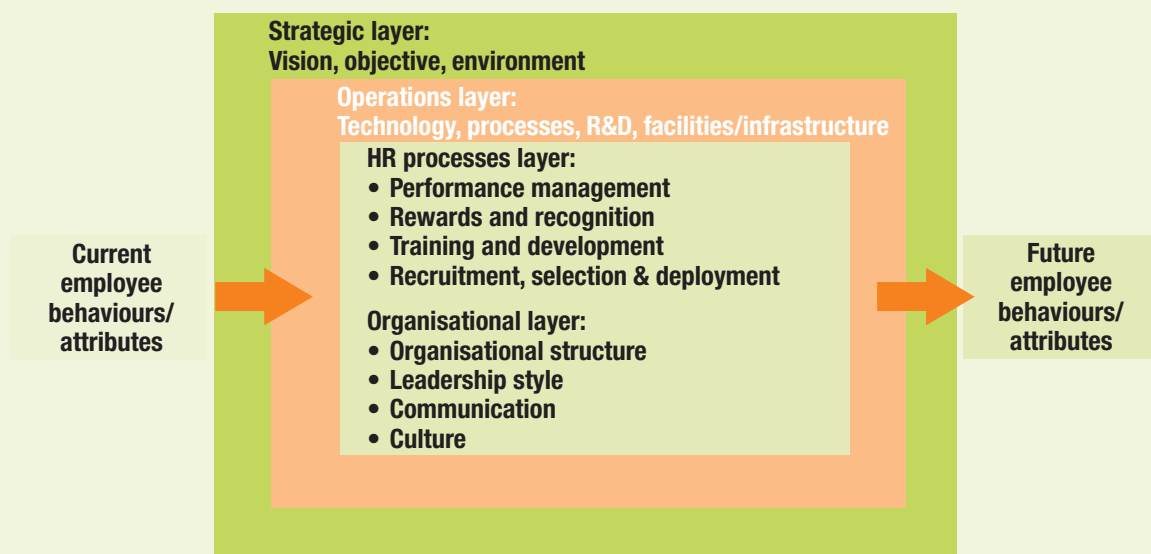 Strategic layer:
Vision, objective, environment
Operations layer:
Technology, processes, R&D, facilities/infrastructure
HR processes layer:
• Performance management
• Rewards and recognition
• Training and development
• Recruitment, selection & deployment
Organisational layer:
• Organisational structure
• Leadership style
• Communication
• Culture
Current
employee
behaviours/
attributes
Future
employee
behaviours/
attributes